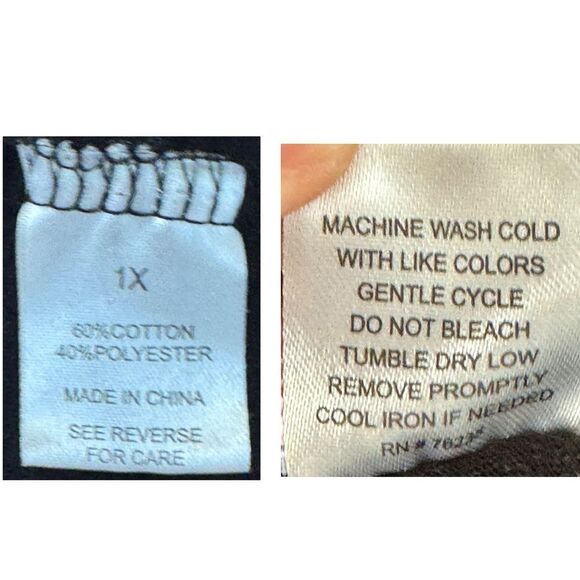 1X
60%COTTON
40%POLYESTER
MADE IN CHINA
SEE REVERSE
FOR CARE
MACHINE WASH COLD
WITH LIKE COLORS
GENTLE CYCLE
DO NOT BLEACH
TUMBLE DRY LOW
REMOVE PROMPTLY
COOL IRON IF NEEDED
RN #